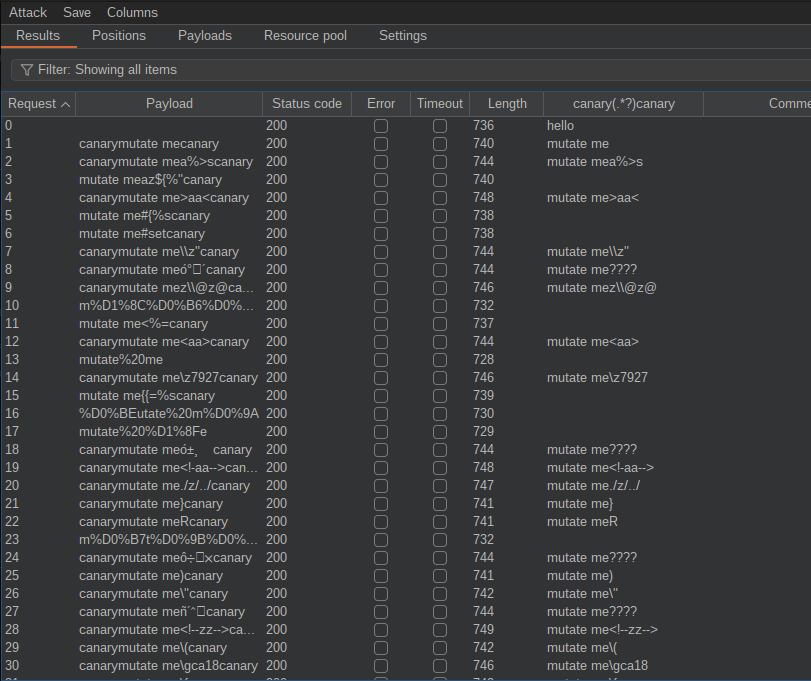 Attack Save Columns
Results Positions Payloads Resource pool Settings
Filter: Showing all items
Request Payload Status code Error Timeout Length canary(.*?)canary Comme
0 200 736 hello
1 canarymutate mecanary 200 740 mutate me
2 canarymutate mea%>scanary 200 744 mutate mea%>s
3 mutate meaz${%"canary 200 740
4 canarymutate me>aa<canary 200 748 mutate me>aa<
5 mutate me#{%scanary 200 738
6 mutate me#setcanary 200 738
7 canarymutate me\\z"canary 200 744 mutate me\\z"
8 canarymutate meó°□´canary 200 744 mutate me????
9 canarymutate mez\\@z@ca... 200 746 mutate mez\\@z@
10 m%D1%8C%D0%B6%D0%... 200 732
11 mutate me<%=canary 200 737
12 canarymutate me<aa>canary 200 744 mutate me<aa>
13 mutate%20me 200 728
14 canarymutate me\z7927canary 200 746 mutate me\z7927
15 mutate me{{=%scanary 200 739
16 %D0%BEutate%20m%D0%9A 200 730
17 mutate%20%D1%8Fe 200 729
18 canarymutate meó±¸ canary 200 744 mutate me????
19 canarymutate me<!-aa-->can... 200 748 mutate me<!-aa-->
20 canarymutate me./z/../canary 200 747 mutate me./z/../
21 canarymutate me}canary 200 741 mutate me}
22 canarymutate meRcanary 200 741 mutate meR
23 m%D0%B7t%D0%9B%D0%... 200 732
24 canarymutate meô÷□×canary 200 744 mutate me????
25 canarymutate me)canary 200 741 mutate me)
26 canarymutate me\"canary 200 742 mutate me\"
27 canarymutate meñ´ˆ□canary 200 744 mutate me????
28 canarymutate me<!--zz-->ca... 200 749 mutate me<!--zz-->
29 canarymutate me\(canary 200 742 mutate me\(
30 canarymutate me\gca18canary 200 746 mutate me\gca18